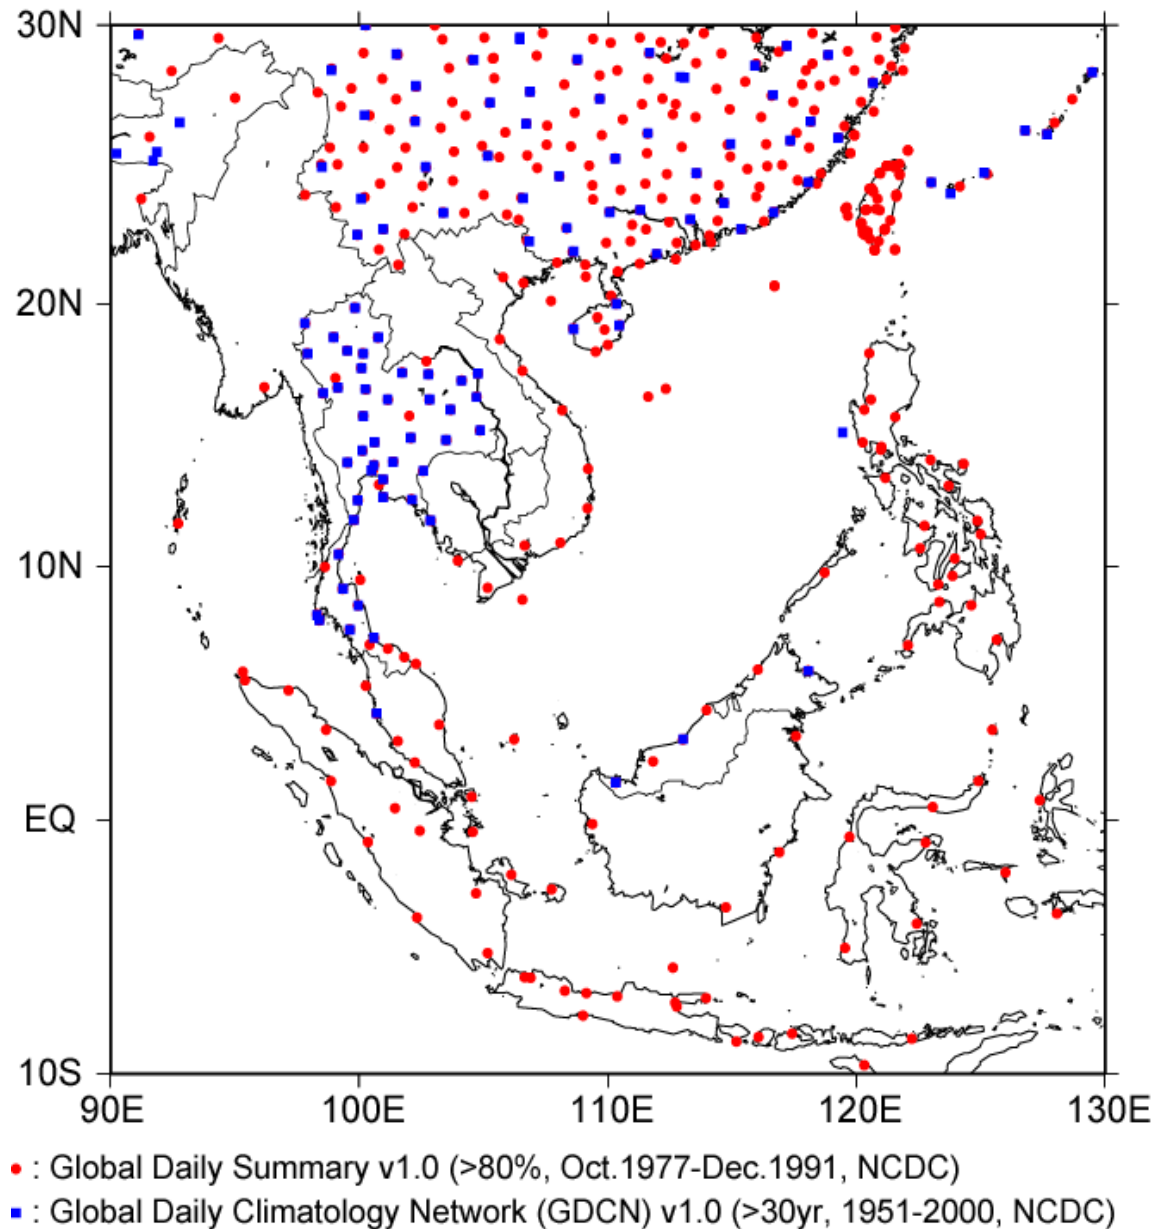 30N
20N
10N
EQ
10S
90E 100E 110E 120E 130E
: Global Daily Summary v1.0 (>80%, Oct.1977-Dec.1991, NCDC)
: Global Daily Climatology Network (GDCN) v1.0 (>30yr, 1951-2000, NCDC)